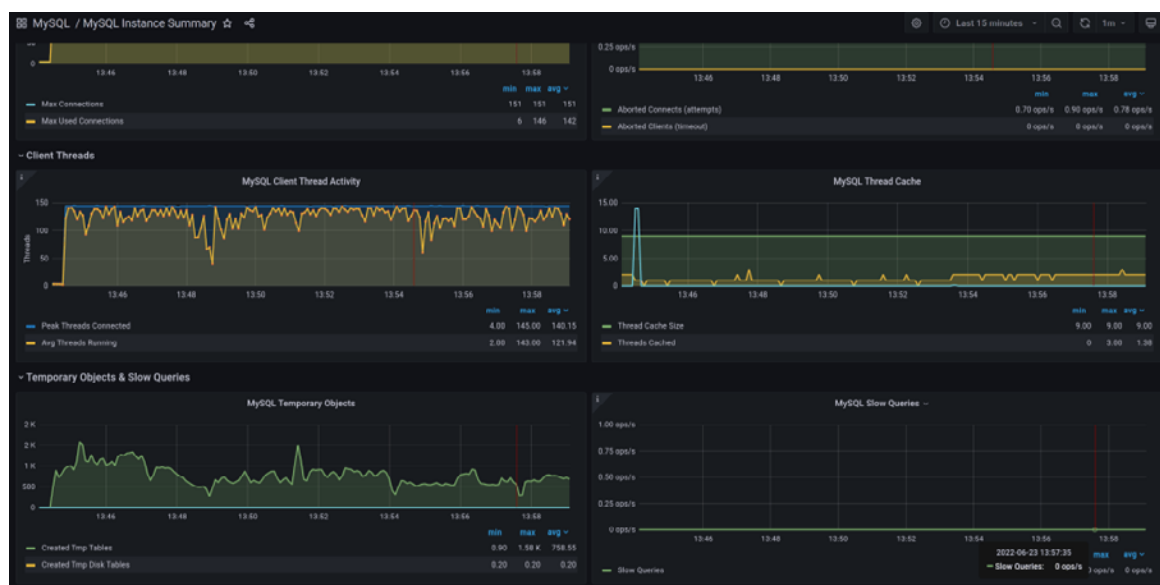 MySQL / MySQL Instance Summary
Last 15 minutes
1m
50
0
13:46 13:48 13:50 13:52 13:54 13:56 13:58
min max avg
Max Connections 151 151 151
Max Used Connections 6 146 142
0.25 ops/s
0 ops/s
13:46 13:48 13:50 13:52 13:54 13:56 13:58
min max avg
Aborted Connects (attempts) 0.70 ops/s 0.90 ops/s 0.78 ops/s
Aborted Clients (timeout) 0 ops/s 0 ops/s 0 ops/s
Client Threads
MySQL Client Thread Activity
Threads
150
100
50
0
13:46 13:48 13:50 13:52 13:54 13:56 13:58
min max avg
Peak Threads Connected 4.00 145.00 140.15
Avg Threads Running 2.00 143.00 121.94
MySQL Thread Cache
15.00
10.00
5.00
0
13:46 13:48 13:50 13:52 13:54 13:56 13:58
min max avg
Thread Cache Size 9.00 9.00 9.00
Threads Cached 0 3.00 1.30
Temporary Objects & Slow Queries
MySQL Temporary Objects
2 K
2 K
1 K
500
0
13:46 13:48 13:50 13:52 13:54 13:56 13:58
min max avg
Created Tmp Tables 0.90 1.58 K 758.55
Created Tmp Disk Tables 0.20 0.20 0.20
MySQL Slow Queries
1.00 ops/s
0.75 ops/s
0.50 ops/s
0.25 ops/s
0 ops/s
13:46 13:48 13:50 13:52 13:54 13:56 13:58
2022-06-23 13:57:35
Slow Queries: 0 ops/s
max avg
Slow Queries 0 ops/s 0 ops/s